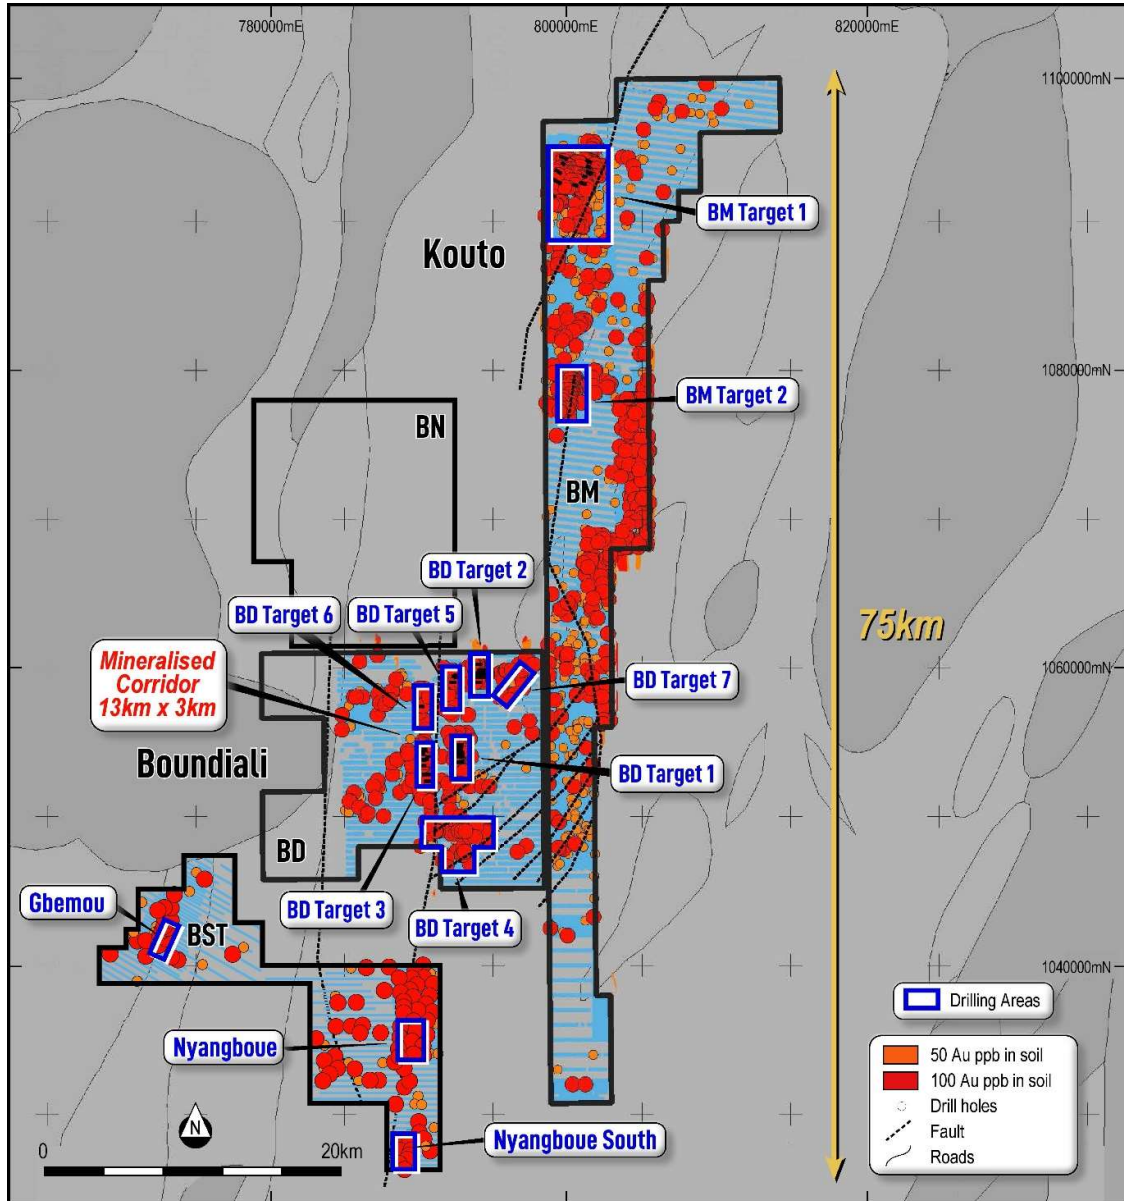 780000mE
800000mE
820000mE
1100000mN
BM Target 1
Kouto
1080000mN
BM Target 2
BN
BM
BD Target 2
BD Target 5
BD Target 6
75km
Mineralised
Corridor
13km x 3km
1060000mN
BD Target 7
Boundiali
BD Target 1
BD
BD Target 3
BD Target 4
Gbemou
BST
1040000mN
Drilling Areas
Nyangboue
50 Au ppb in soil
100 Au ppb in soil
Drill holes
Fault
Roads
Nyangboue South
N
0
20km